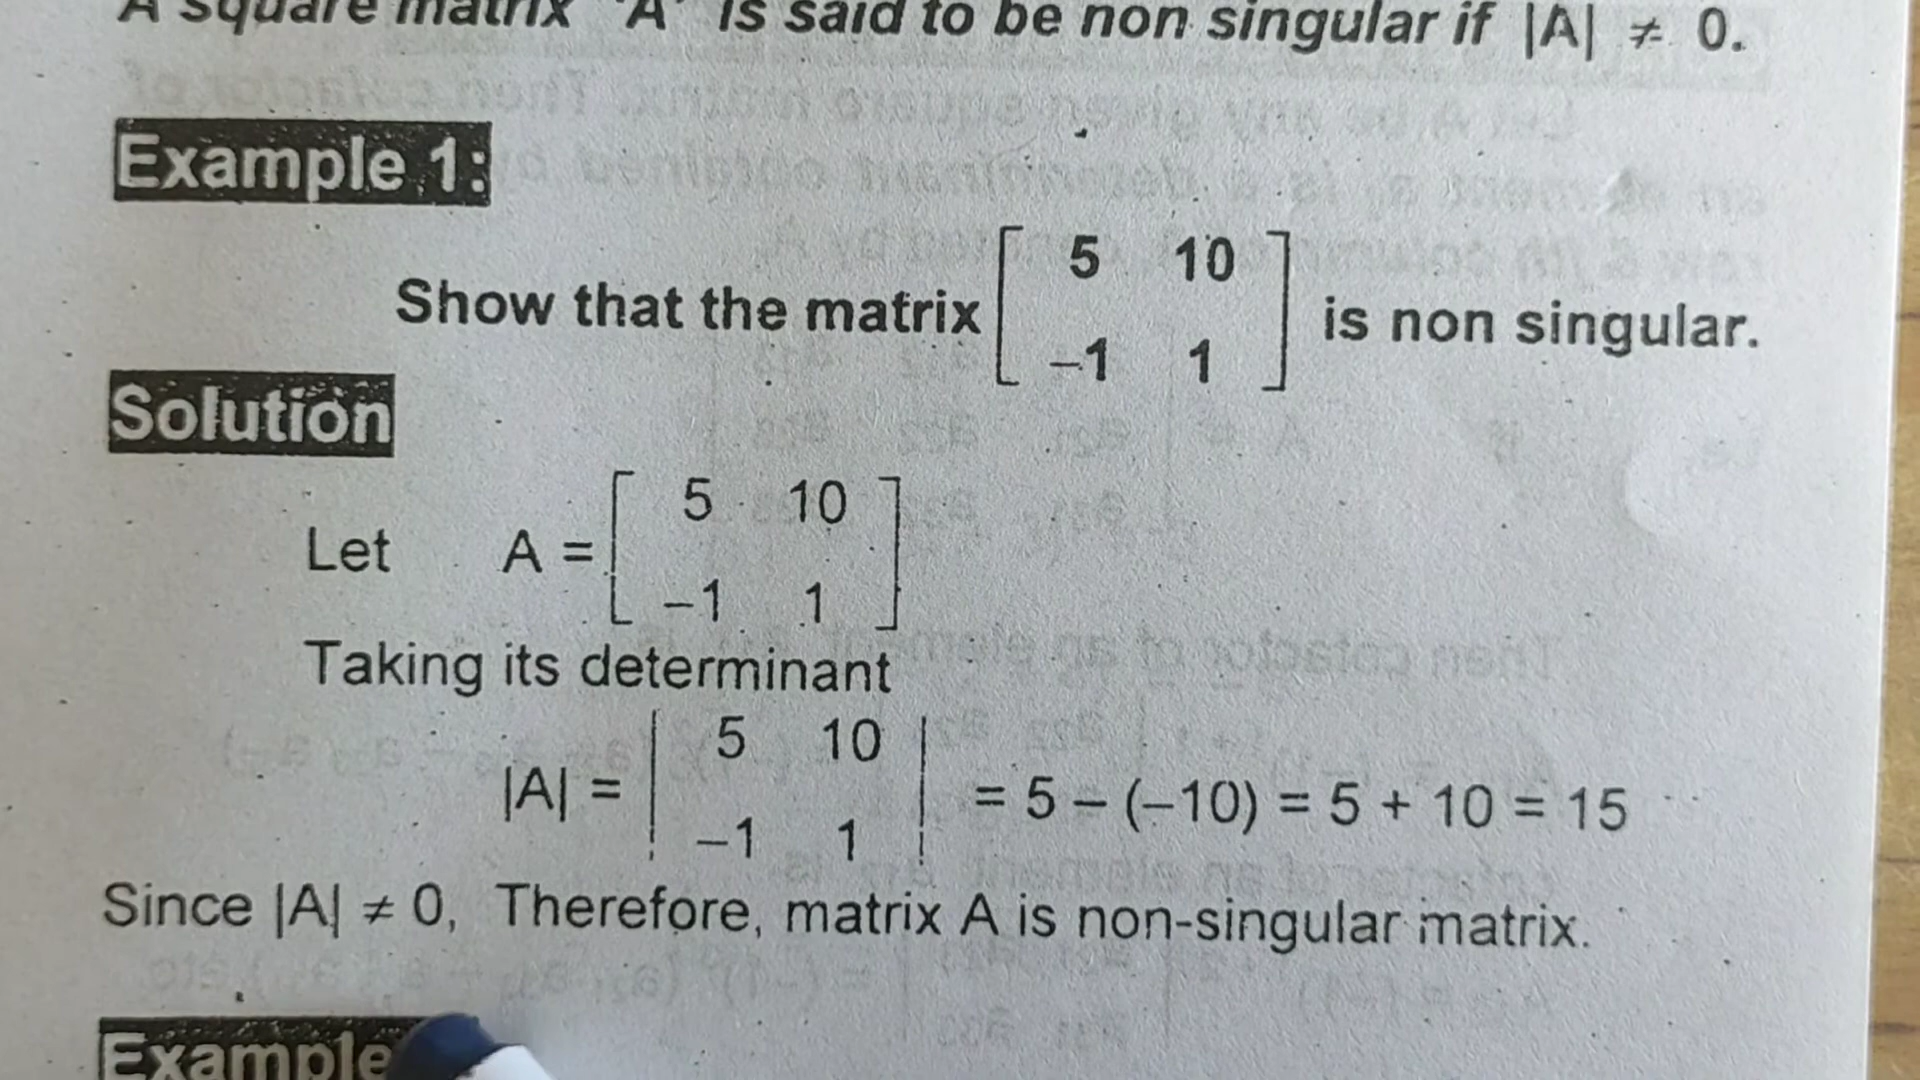 A square matrix 'A' is said to be non singular if |A| ≠ 0.
Example 1:
Show that the matrix [ 5 10 ; –1 1 ] is non singular.
Solution
Let A = [ 5 10 ; –1 1 ]
Taking its determinant
|A| = | 5 10 ; –1 1 | = 5 – (–10) = 5 + 10 = 15
Since |A| ≠ 0, Therefore, matrix A is non-singular matrix.
Example